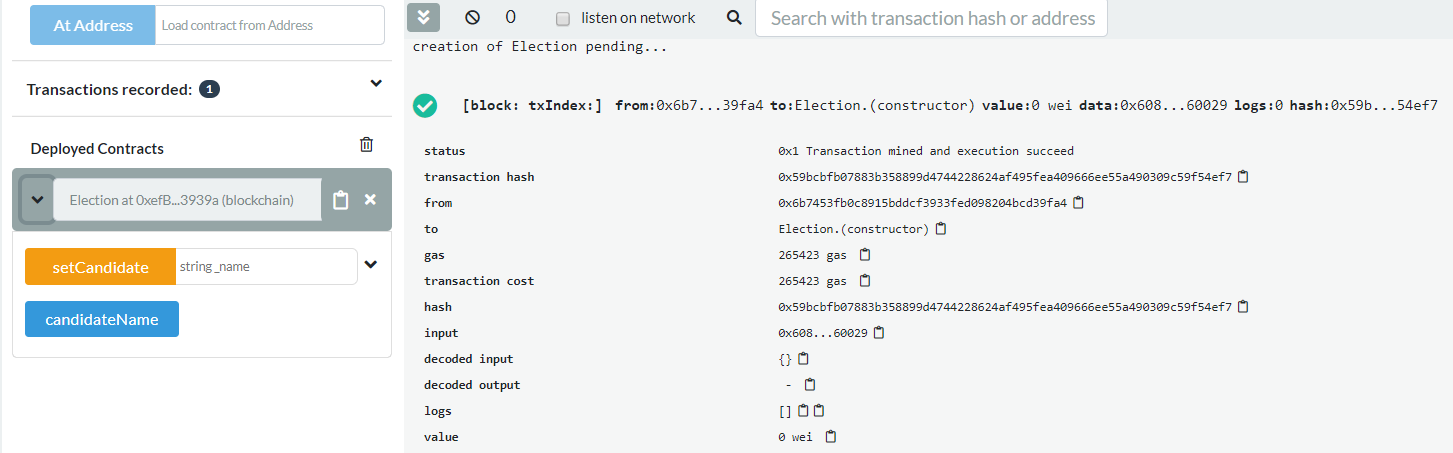 At Address Load contract from Address
Transactions recorded: 1
Deployed Contracts
Election at 0xefB...3939a (blockchain)
setCandidate string _name
candidateName
0 listen on network Search with transaction hash or address
creation of Election pending...
[block: txIndex:] from:0x6b7...39fa4 to:Election.(constructor) value:0 wei data:0x608...60029 logs:0 hash:0x59b...54ef7
status 0x1 Transaction mined and execution succeed
transaction hash 0x59bcbfb07883b358899d4744228624af495fea409666ee55a490309c59f54ef7
from 0x6b7453fb0c8915bddcf3933fed098204bcd39fa4
to Election.(constructor)
gas 265423 gas
transaction cost 265423 gas
hash 0x59bcbfb07883b358899d4744228624af495fea409666ee55a490309c59f54ef7
input 0x608...60029
decoded input {}
decoded output -
logs []
value 0 wei